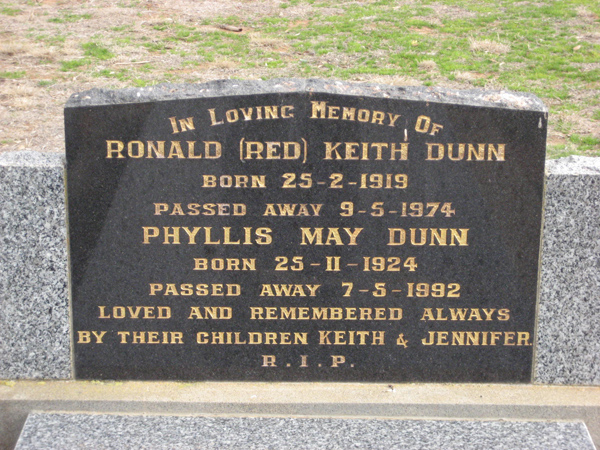 In Loving Memory Of
RONALD (RED) KEITH DUNN
BORN 25-2-1919
PASSED AWAY 9-5-1974
PHYLLIS MAY DUNN
BORN 25-11-1924
PASSED AWAY 7-5-1992
LOVED AND REMEMBERED ALWAYS
BY THEIR CHILDREN KEITH & JENNIFER
R.I.P.